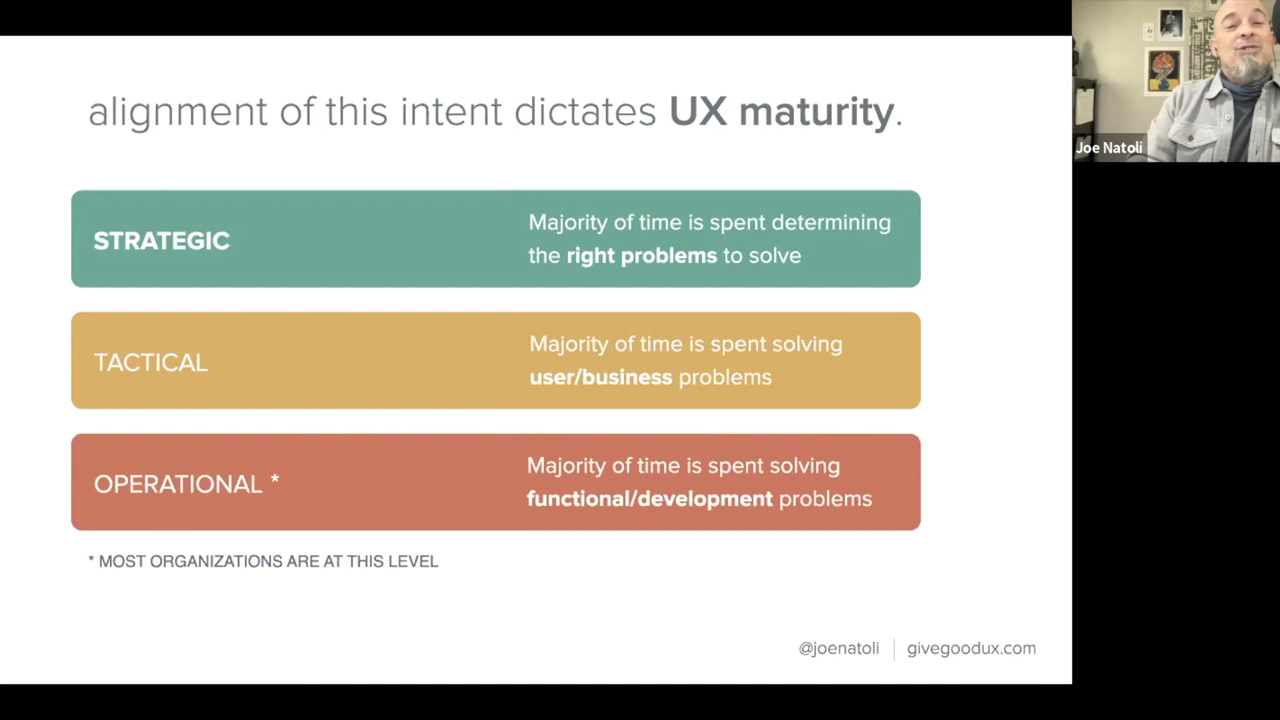 alignment of this intent dictates UX maturity.
STRATEGIC
Majority of time is spent determining
the right problems to solve
TACTICAL
Majority of time is spent solving
user/business problems
OPERATIONAL *
Majority of time is spent solving
functional/development problems
* MOST ORGANIZATIONS ARE AT THIS LEVEL
@joenatoli
givegoodux.com
Joe Natoli